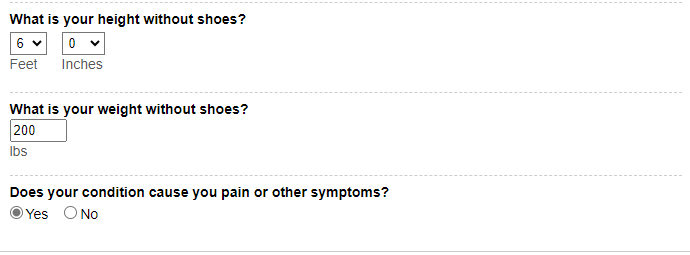 What is your height without shoes?
6 0
Feet Inches
What is your weight without shoes?
200
lbs
Does your condition cause you pain or other symptoms?
Yes No